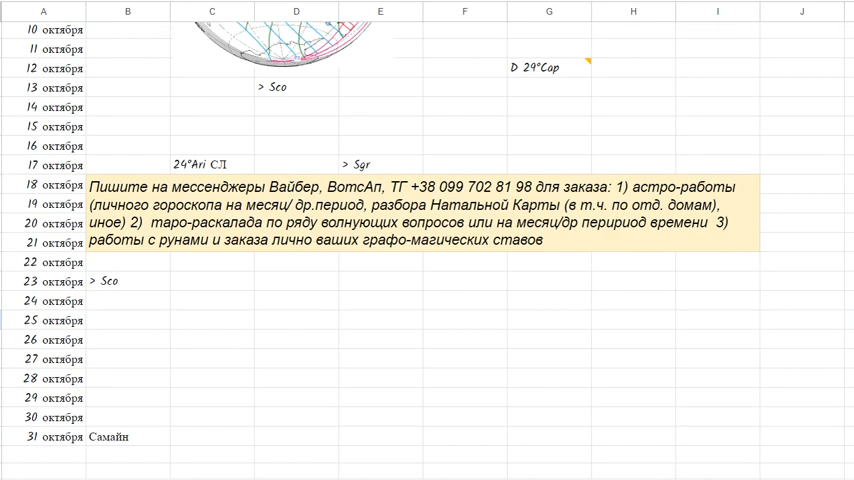 A B C D E F G H I J
10 октября
11 октября
12 октября D 29°Cap
13 октября > Sco
14 октября
15 октября
16 октября
17 октября 24°Ari СЛ > Sgr
18 октября
19 октября
20 октября
21 октября
Пишите на мессенджеры Вайбер, ВотсАп, ТГ +38 099 702 81 98 для заказа: 1) астро-работы
(личного гороскопа на месяц/ др.период, разбора Натальной Карты (в т.ч. по отд. домам),
иное) 2) таро-раскалада по ряду волнующих вопросов или на месяц/др перириод времени 3)
работы с рунами и заказа лично ваших графо-магических ставов
22 октября
23 октября > Sco
24 октября
25 октября
26 октября
27 октября
28 октября
29 октября
30 октября
31 октября Самайн